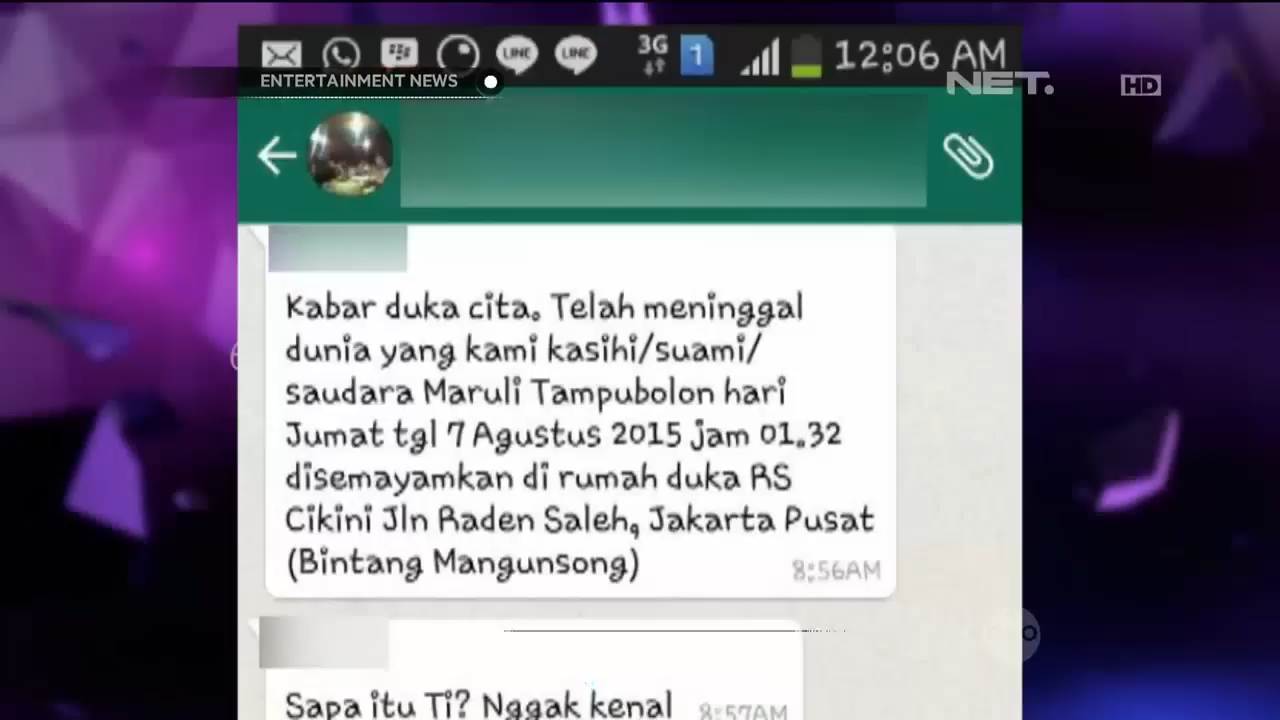 LINE
LINE
3G
1
12:06 AM
ENTERTAINMENT NEWS
NET.
HD
Kabar duka cita. Telah meninggal
dunia yang kami kasihi/suami/
saudara Maruli Tampubolon hari
Jumat tgl 7 Agustus 2015 jam 01.32
disemayamkan di rumah duka RS
Cikini Jln Raden Saleh, Jakarta Pusat
(Bintang Mangunsong)
8:56AM
Sapa itu Ti? Nggak kenal
8:57AM